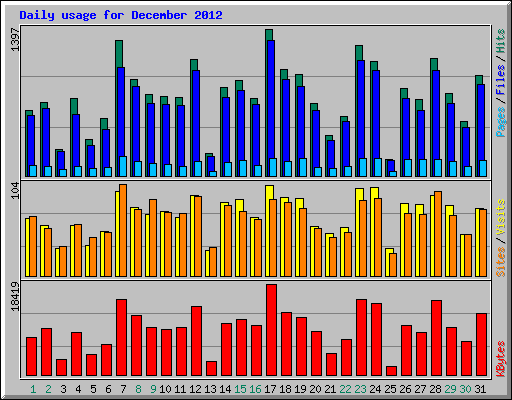 Daily usage for December 2012
1397
Pages / Files / Hits
104
Sites / Visits
18419
KBytes
1 2 3 4 5 6 7 8 9 10 11 12 13 14 15 16 17 18 19 20 21 22 23 24 25 26 27 28 29 30 31